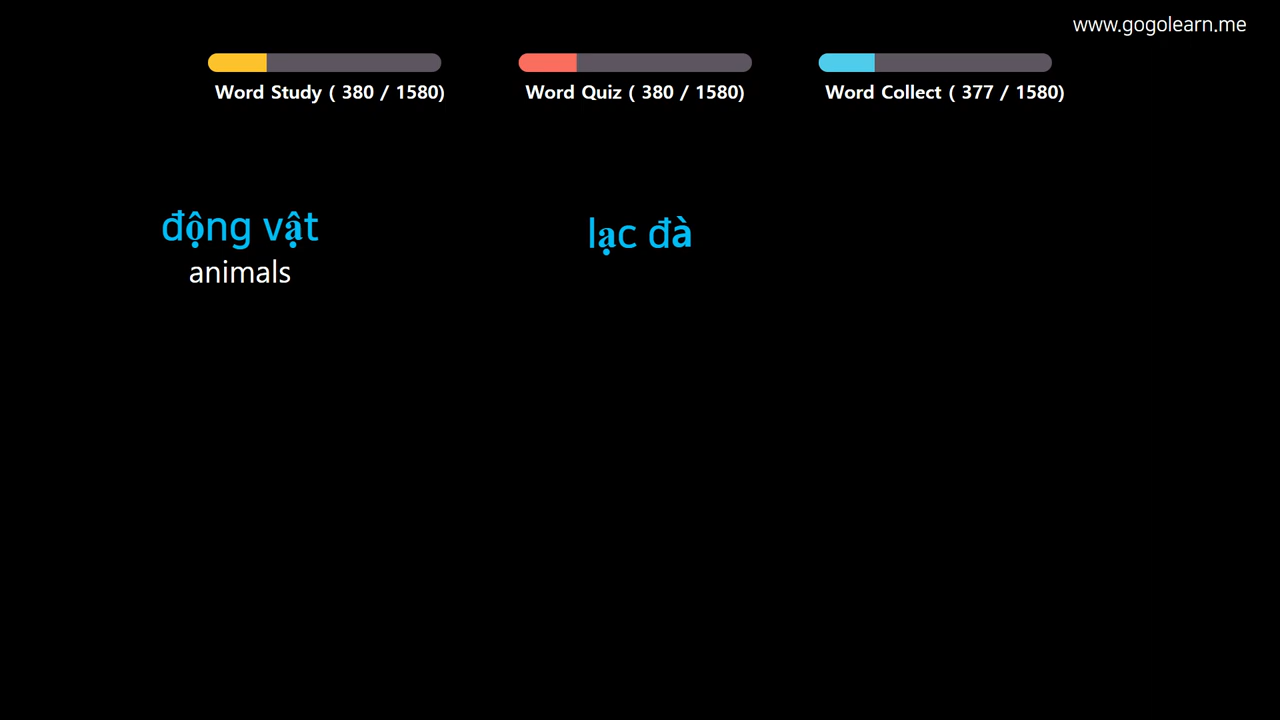 www.gogolearn.me
Word Study ( 380 / 1580)
Word Quiz ( 380 / 1580)
Word Collect ( 377 / 1580)
động vật
animals
lạc đà